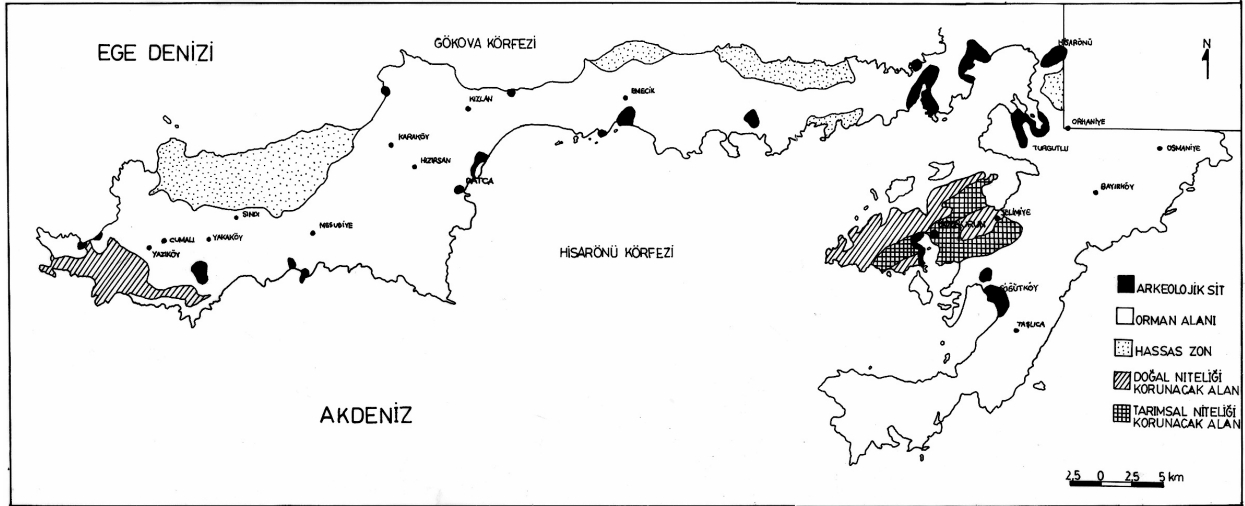 EGE DENİZİ
GÖKOVA KÖRFEZİ
HİSARÖNÜ
N
KIZLAN
EMECİK
ORHANİYE
KARAKÖY
TURGUTLU
OSMANİYE
HIZIRŞAH
DATÇA
BAYIRKÖY
SINDI
SELİMİYE
MESUDİYE
CUMALI
YAKAKÖY
YAZIKÖY
HİSARÖNÜ KÖRFEZİ
SÖĞÜTKÖY
TAŞLICA
AKDENİZ
ARKEOLOJİK SİT
ORMAN ALANI
HASSAS ZON
DOĞAL NİTELİĞİ
KORUNACAK ALAN
TARIMSAL NİTELİĞİ
KORUNACAK ALAN
2,5 0 2,5 5 km